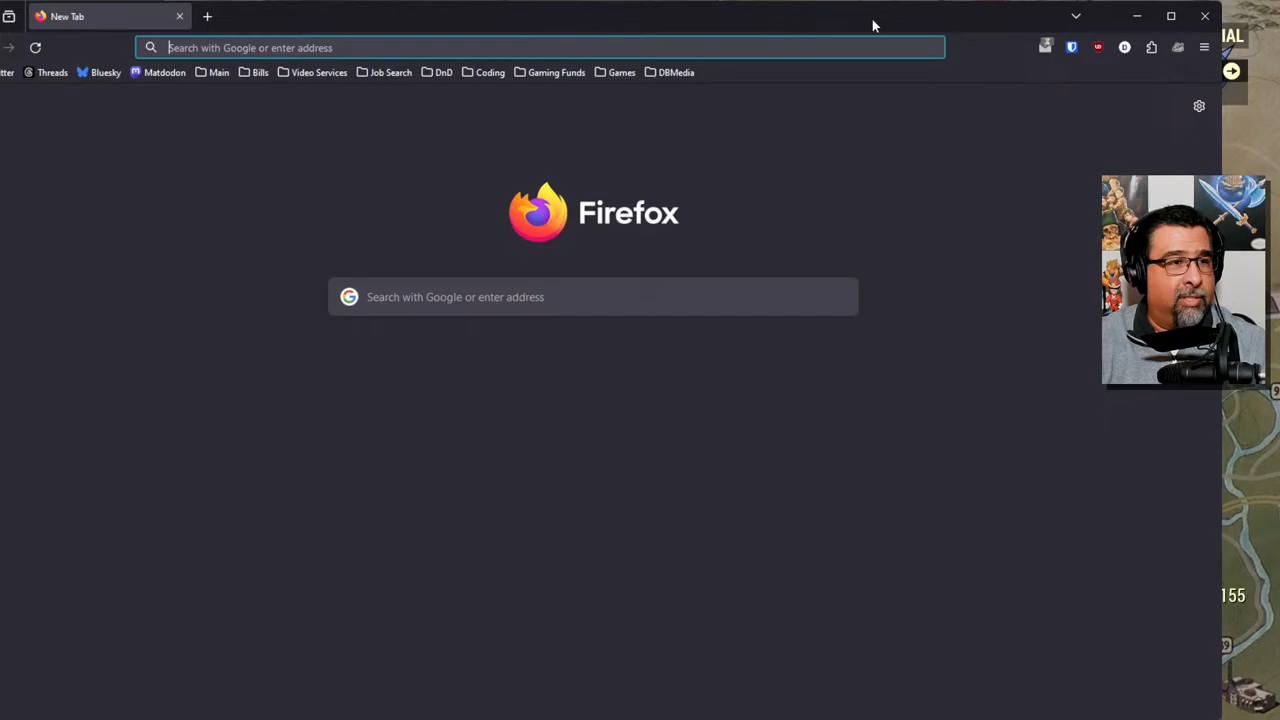 New Tab
IAL
Search with Google or enter address
tter Threads Bluesky Matdodon Main Bills Video Services Job Search DnD Coding Gaming Funds Games DBMedia
Firefox
Search with Google or enter address
155